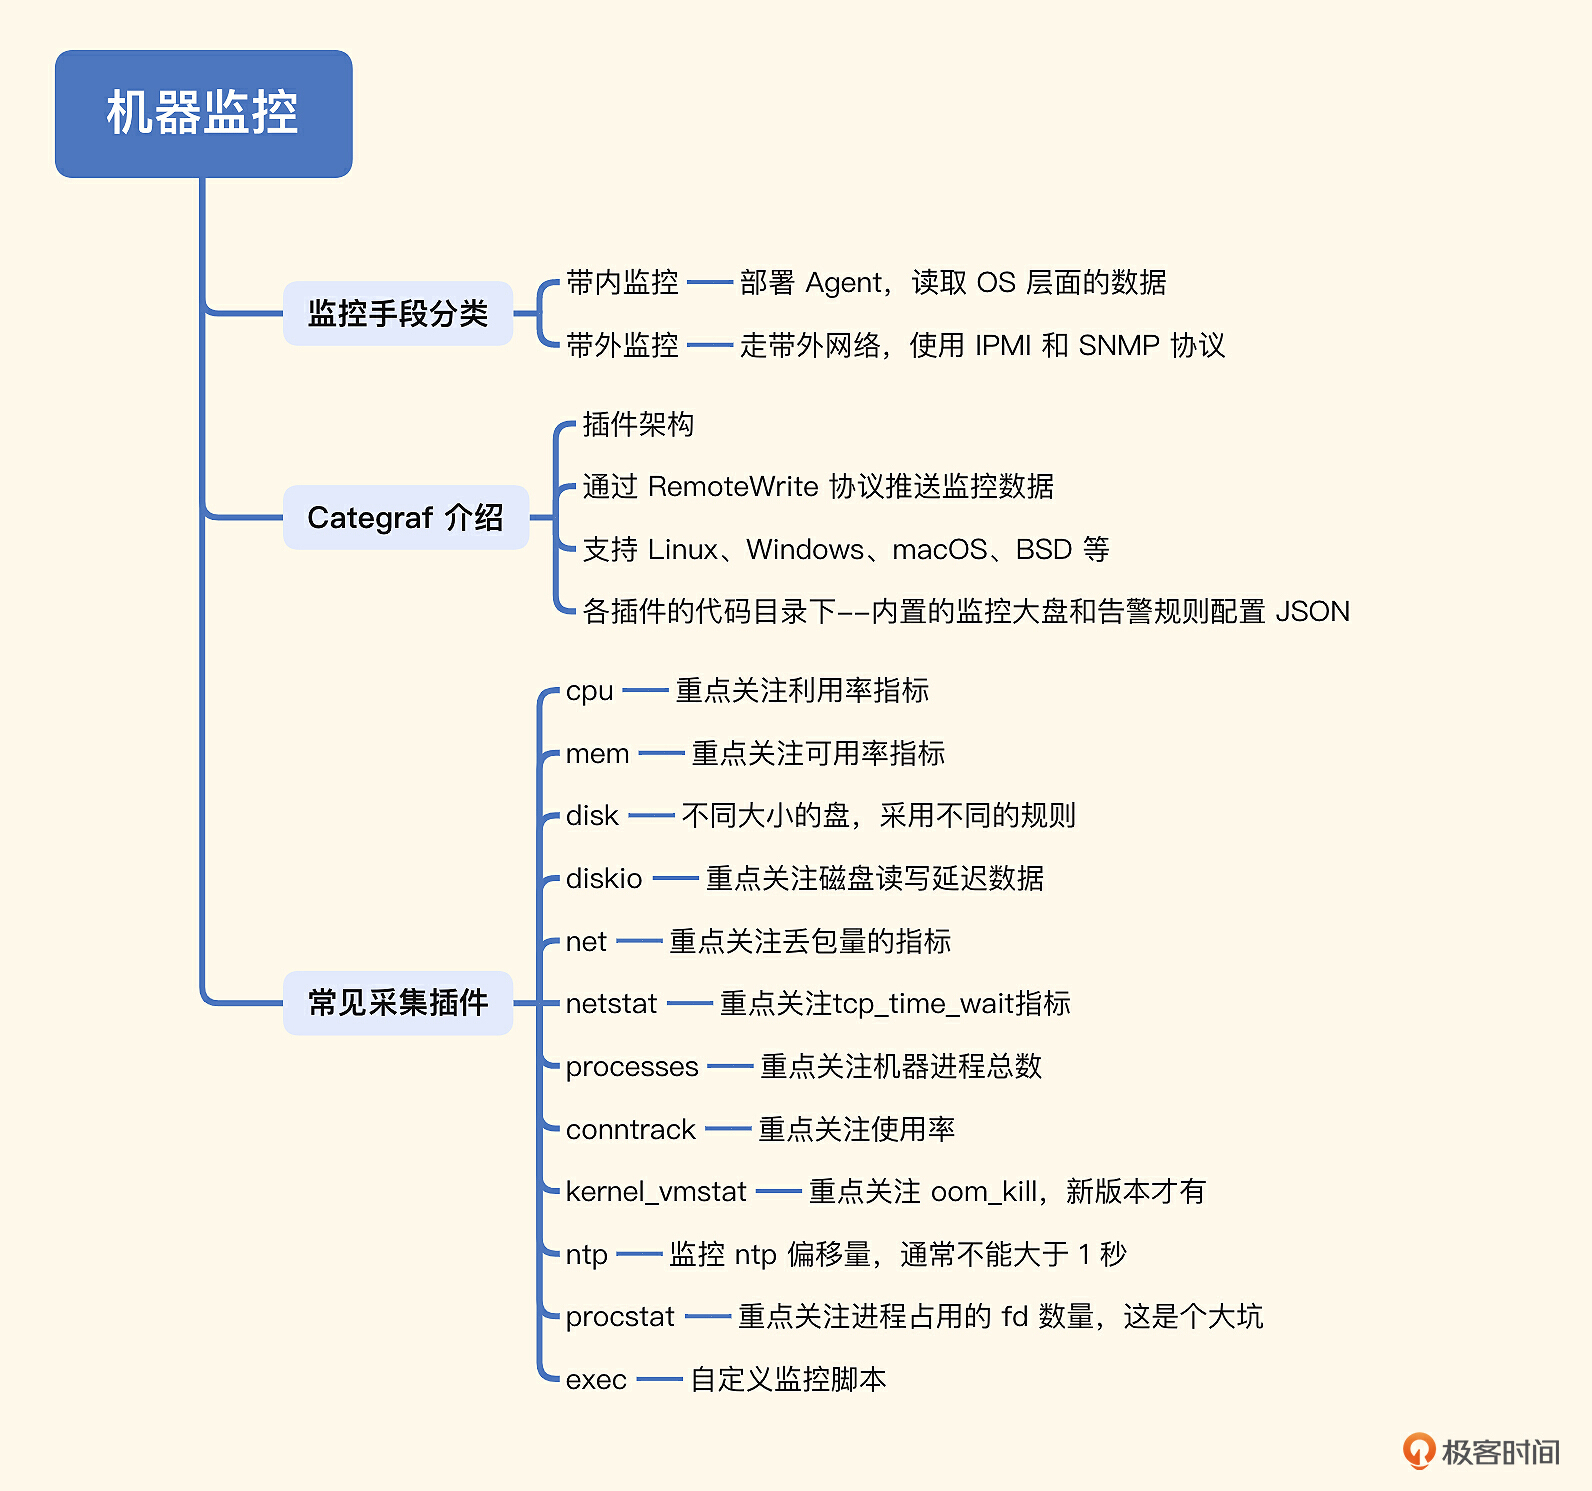 机器监控
监控手段分类
带内监控 部署 Agent，读取 OS 层面的数据
带外监控 走带外网络，使用 IPMI 和 SNMP 协议
Categraf 介绍
插件架构
通过 RemoteWrite 协议推送监控数据
支持 Linux、Windows、macOS、BSD 等
各插件的代码目录下--内置的监控大盘和告警规则配置 JSON
常见采集插件
cpu 重点关注利用率指标
mem 重点关注可用率指标
disk 不同大小的盘，采用不同的规则
diskio 重点关注磁盘读写延迟数据
net 重点关注丢包量的指标
netstat 重点关注tcp_time_wait指标
processes 重点关注机器进程总数
conntrack 重点关注使用率
kernel_vmstat 重点关注 oom_kill，新版本才有
ntp 监控 ntp 偏移量，通常不能大于 1 秒
procstat 重点关注进程占用的 fd 数量，这是个大坑
exec 自定义监控脚本
极客时间